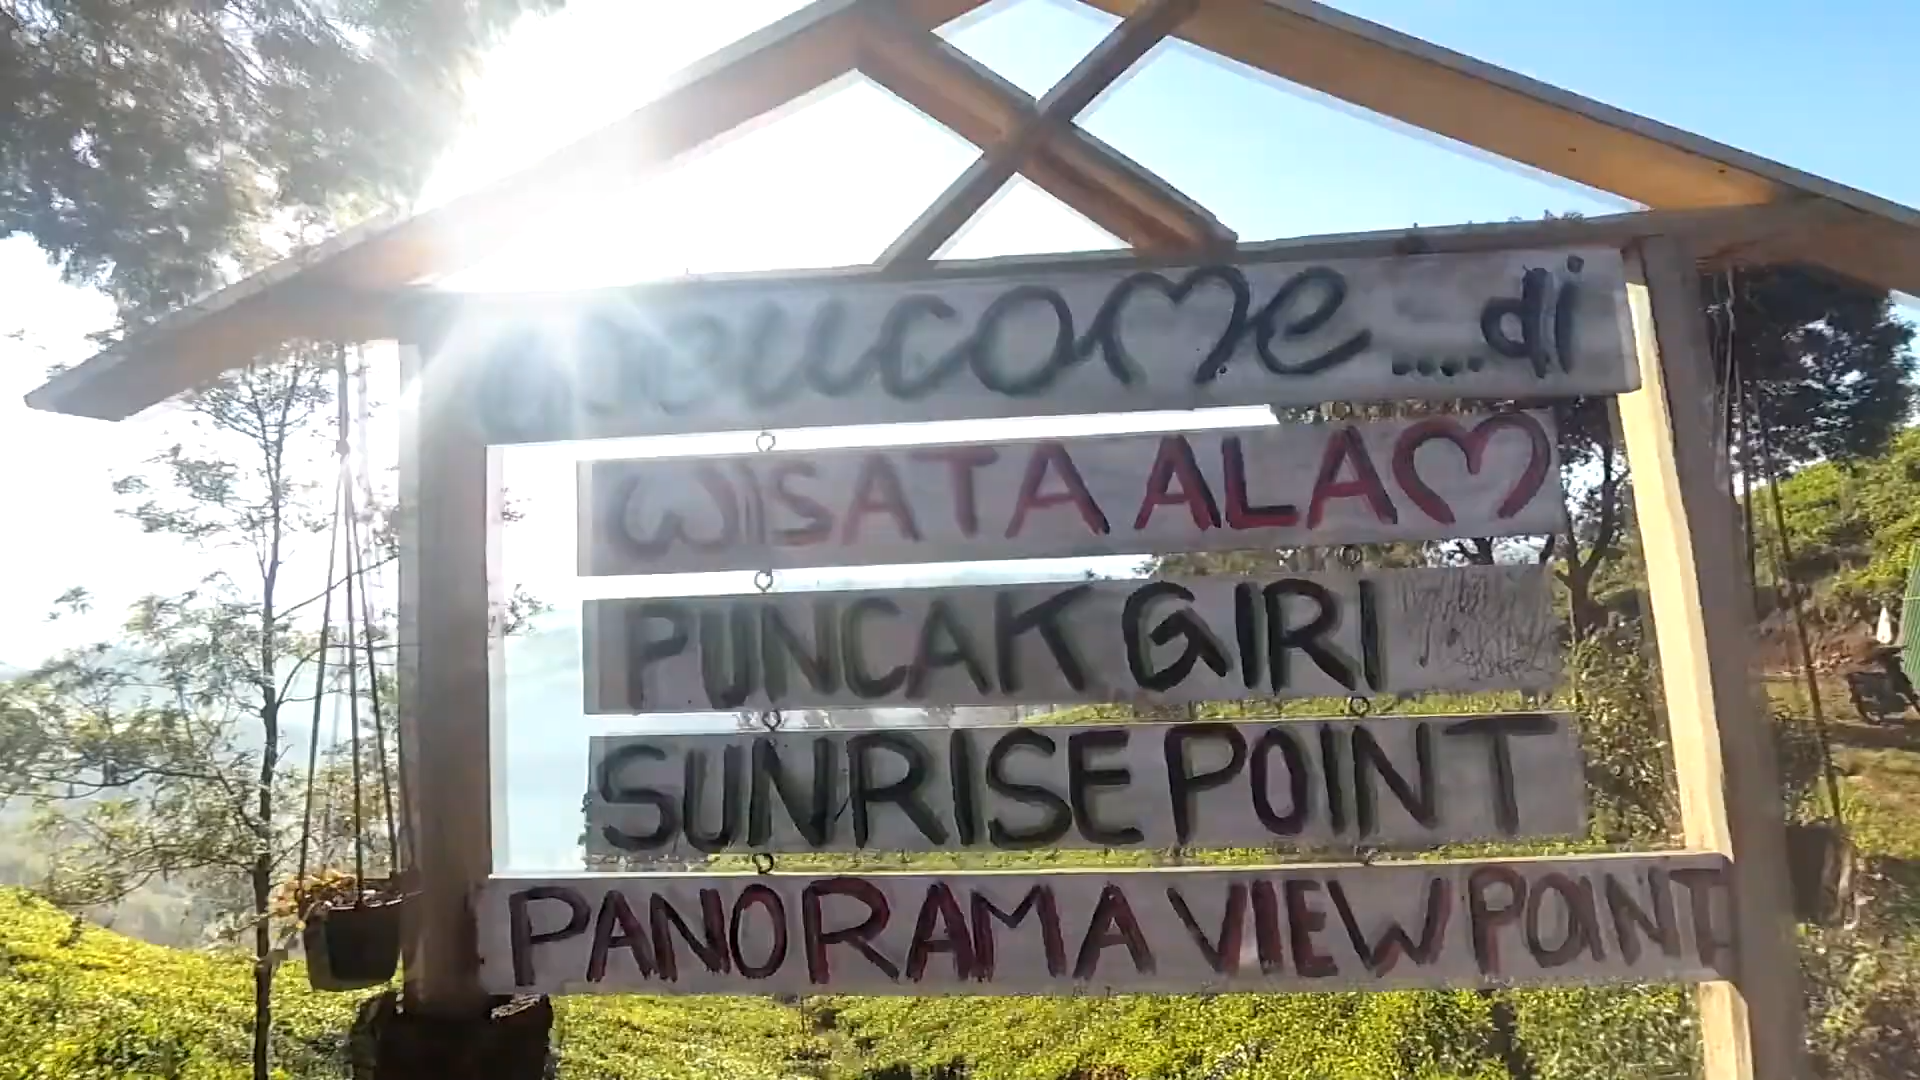 Welcome.....di
WISATA ALAM
PUNCAK GIRI
SUNRISE POINT
PANORAMA VIEW POINT